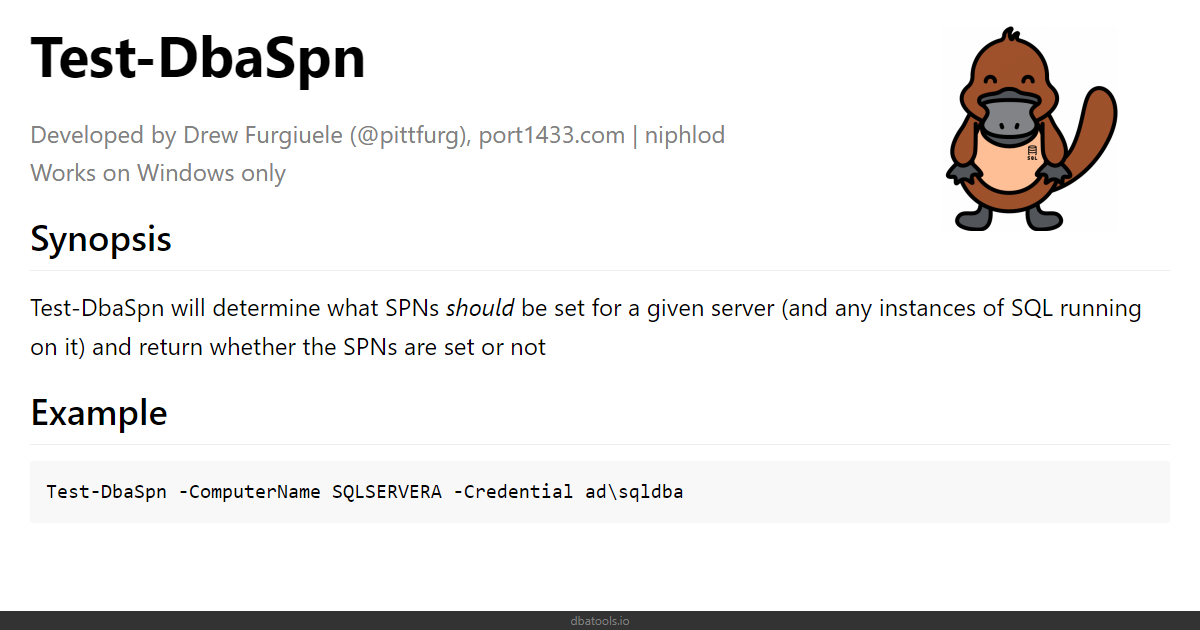 Test-DbaSpn
Developed by Drew Furgiuele (@pittfurg), port1433.com | niphlod
Works on Windows only
SQL
Synopsis
Test-DbaSpn will determine what SPNs should be set for a given server (and any instances of SQL running
on it) and return whether the SPNs are set or not
Example
Test-DbaSpn -ComputerName SQLSERVERA -Credential ad\sqldba
dbatools.io